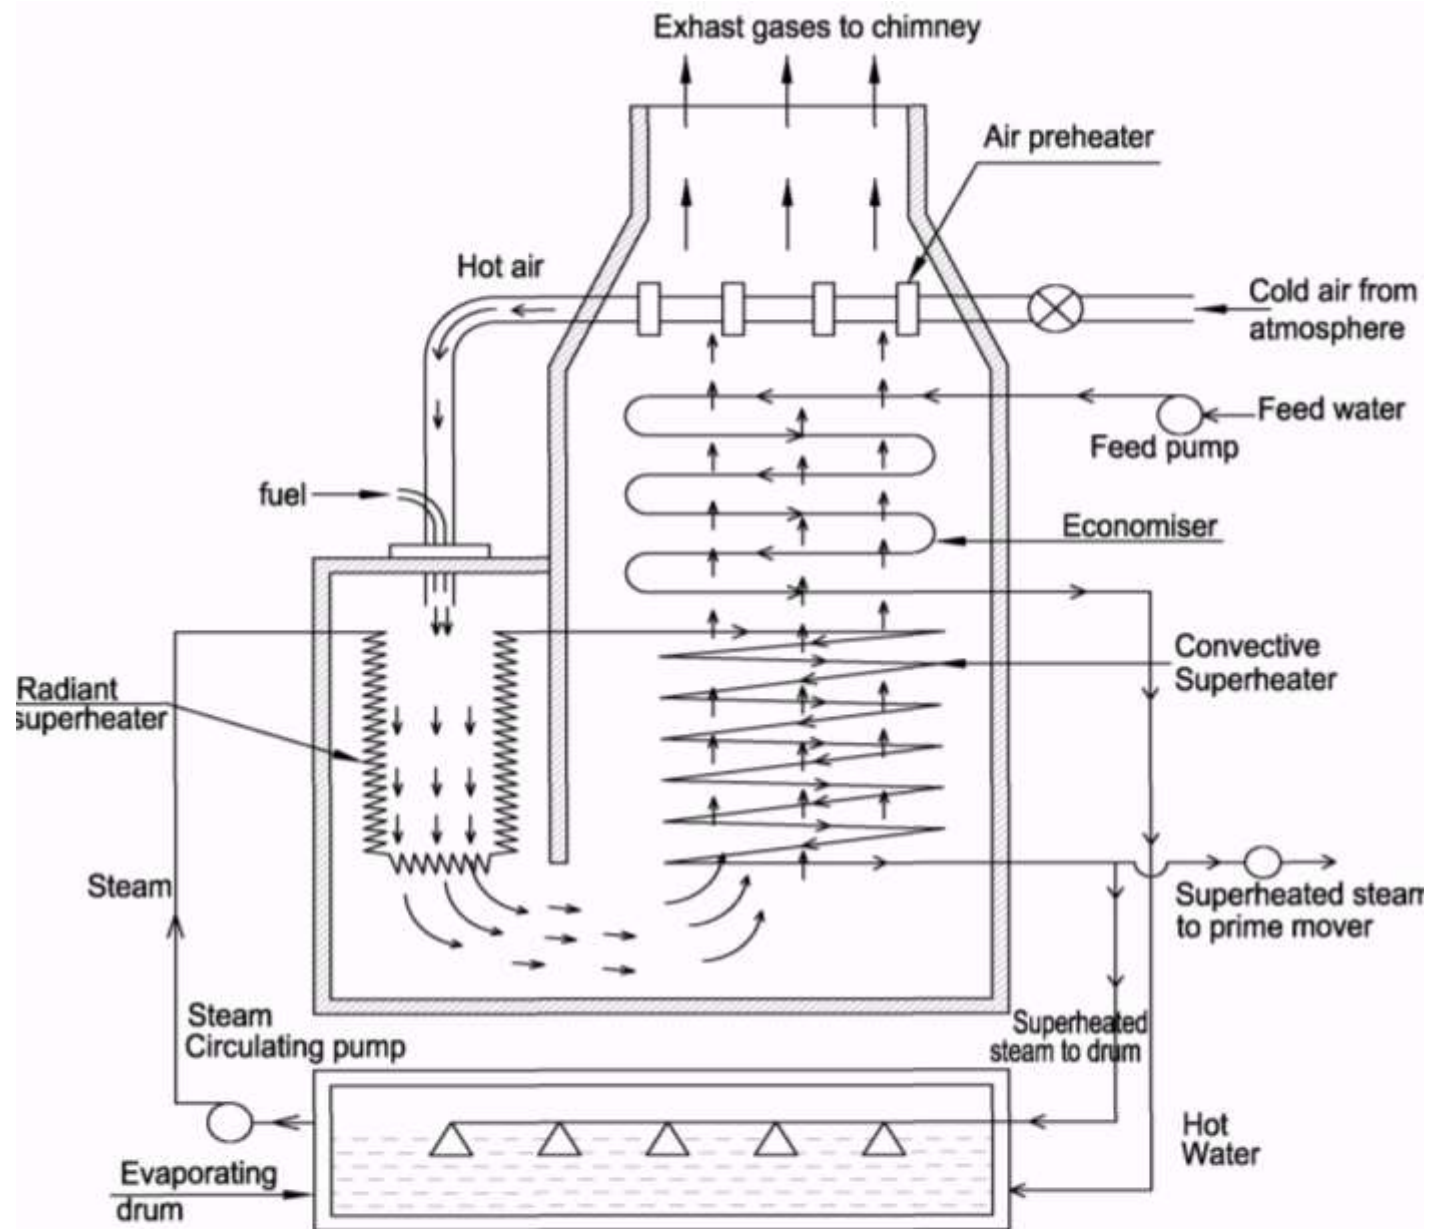 Exhast gases to chimney
Air preheater
Hot air
Cold air from
atmosphere
Feed water
Feed pump
fuel
Economiser
Convective
Superheater
Radiant
superheater
Steam
Superheated steam
to prime mover
Steam
Circulating pump
Superheated
steam to drum
Hot
Water
Evaporating
drum